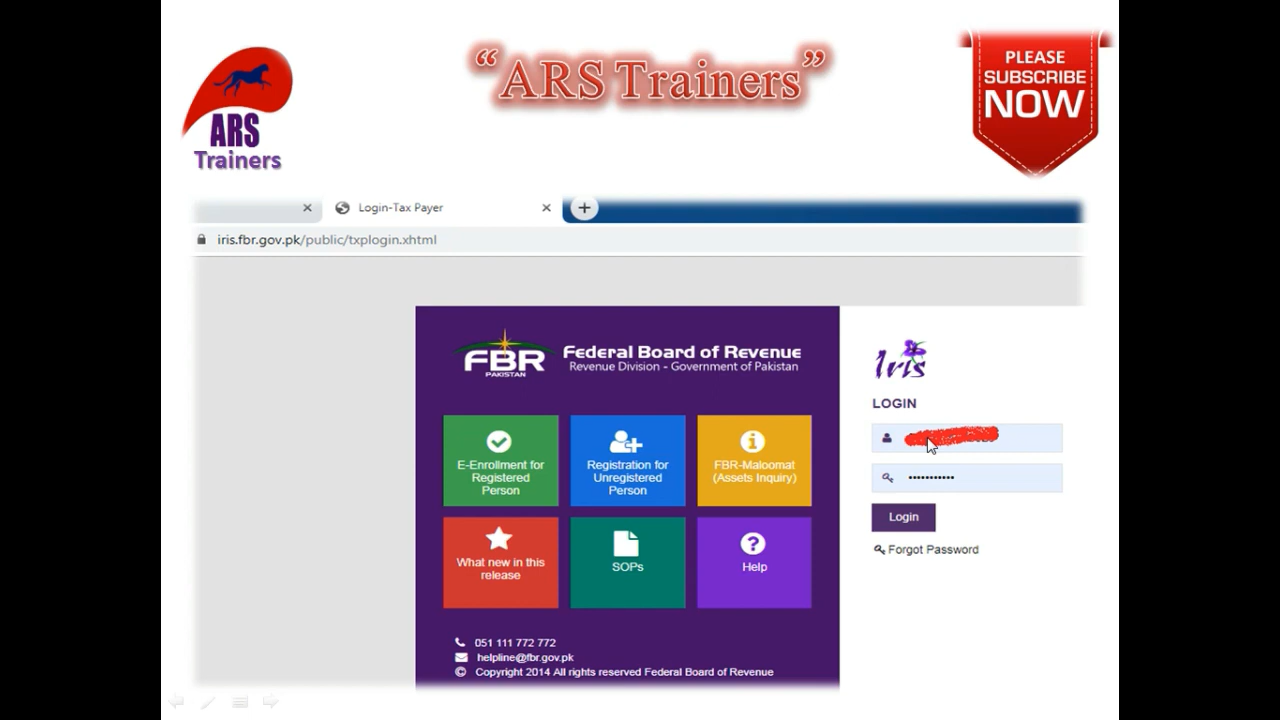 ARS
Trainers
“ARS Trainers”
PLEASE
SUBSCRIBE
NOW
Login-Tax Payer
iris.fbr.gov.pk/public/txplogin.xhtml
FBR
PAKISTAN
Federal Board of Revenue
Revenue Division - Government of Pakistan
E-Enrollment for
Registered
Person
Registration for
Unregistered
Person
FBR-Maloomat
(Assets Inquiry)
What new in this
release
SOPs
Help
051 111 772 772
helpline@fbr.gov.pk
© Copyright 2014 All rights reserved Federal Board of Revenue
Iris
LOGIN
Login
Forgot Password